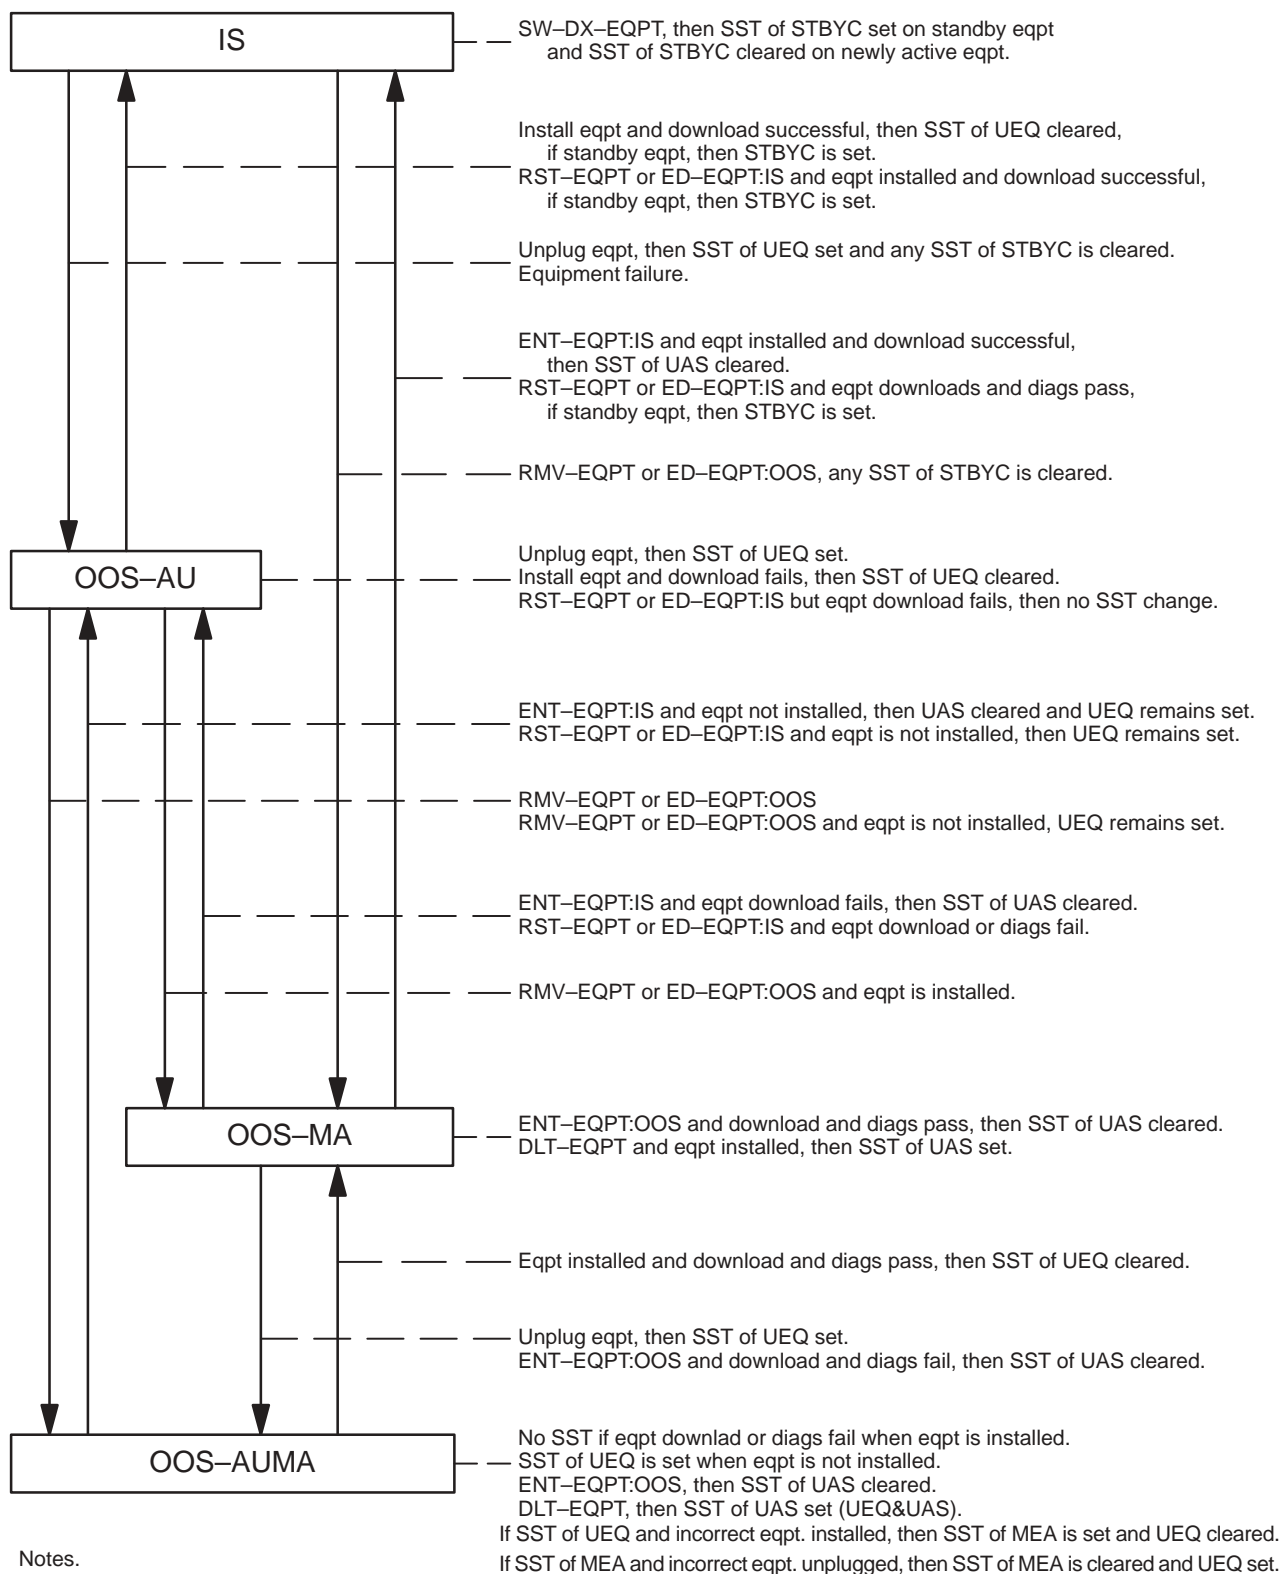 IS
SW–DX–EQPT, then SST of STBYC set on standby eqpt
and SST of STBYC cleared on newly active eqpt.
Install eqpt and download successful, then SST of UEQ cleared,
if standby eqpt, then STBYC is set.
RST–EQPT or ED–EQPT:IS and eqpt installed and download successful,
if standby eqpt, then STBYC is set.
Unplug eqpt, then SST of UEQ set and any SST of STBYC is cleared.
Equipment failure.
ENT–EQPT:IS and eqpt installed and download successful,
then SST of UAS cleared.
RST–EQPT or ED–EQPT:IS and eqpt downloads and diags pass,
if standby eqpt, then STBYC is set.
RMV–EQPT or ED–EQPT:OOS, any SST of STBYC is cleared.
OOS–AU
Unplug eqpt, then SST of UEQ set.
Install eqpt and download fails, then SST of UEQ cleared.
RST–EQPT or ED–EQPT:IS but eqpt download fails, then no SST change.
ENT–EQPT:IS and eqpt not installed, then UAS cleared and UEQ remains set.
RST–EQPT or ED–EQPT:IS and eqpt is not installed, then UEQ remains set.
RMV–EQPT or ED–EQPT:OOS
RMV–EQPT or ED–EQPT:OOS and eqpt is not installed, UEQ remains set.
ENT–EQPT:IS and eqpt download fails, then SST of UAS cleared.
RST–EQPT or ED–EQPT:IS and eqpt download or diags fail.
RMV–EQPT or ED–EQPT:OOS and eqpt is installed.
OOS–MA
ENT–EQPT:OOS and download and diags pass, then SST of UAS cleared.
DLT–EQPT and eqpt installed, then SST of UAS set.
Eqpt installed and download and diags pass, then SST of UEQ cleared.
Unplug eqpt, then SST of UEQ set.
ENT–EQPT:OOS and download and diags fail, then SST of UAS cleared.
OOS–AUMA
No SST if eqpt downlad or diags fail when eqpt is installed.
SST of UEQ is set when eqpt is not installed.
ENT–EQPT:OOS, then SST of UAS cleared.
DLT–EQPT, then SST of UAS set (UEQ&UAS).
If SST of UEQ and incorrect eqpt. installed, then SST of MEA is set and UEQ cleared.
Notes.
If SST of MEA and incorrect eqpt. unplugged, then SST of MEA is cleared and UEQ set.